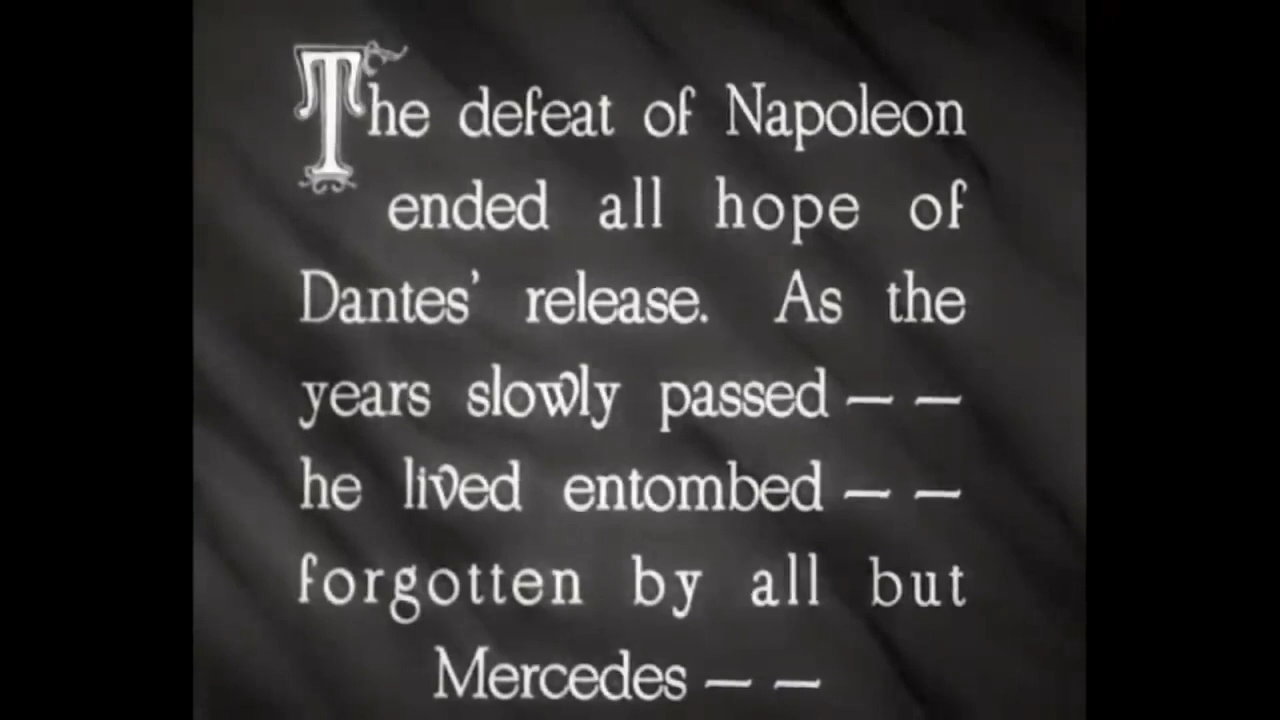 The defeat of Napoleon
ended all hope of
Dantes' release. As the
years slowly passed — —
he lived entombed — —
forgotten by all but
Mercedes — —